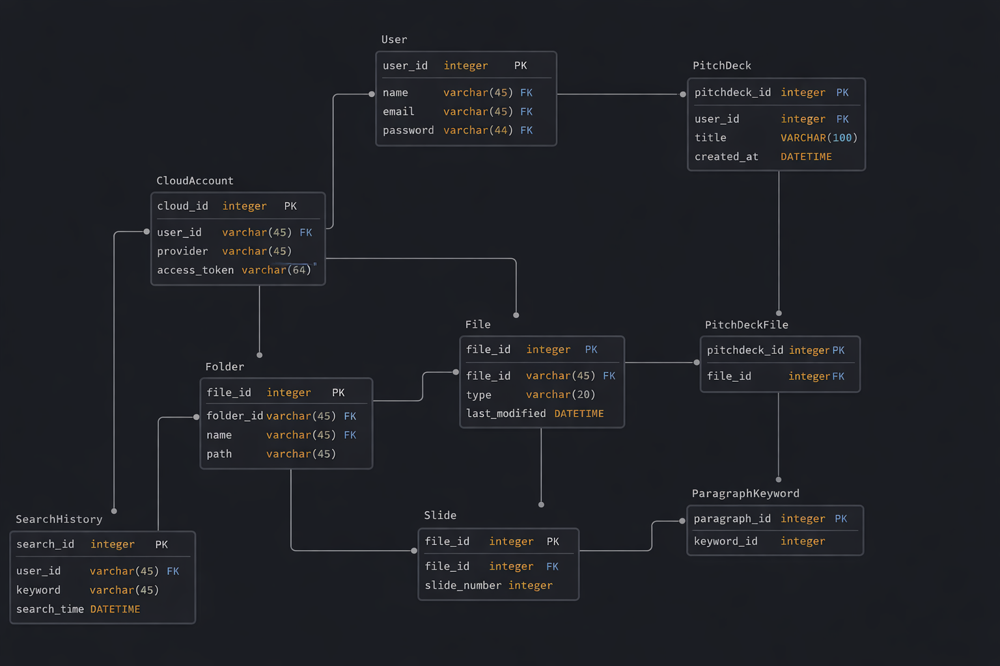 User
user_id integer PK
name varchar(45) FK
email varchar(45) FK
password varchar(44) FK
PitchDeck
pitchdeck_id integer PK
user_id integer PK
title VARCHAR(100)
created_at DATETIME
CloudAccount
cloud_id integer PK
user_id varchar(45) FK
provider varchar(45)
access_token varchar(64)"
File
file_id integer PK
file_id varchar(45) FK
type varchar(20)
last_modified DATETIME
PitchDeckFile
pitchdeck_id integer PK
file_id integer FK
Folder
file_id integer PK
folder_id varchar(45) FK
name varchar(45) FK
path varchar(45)
SearchHistory
search_id integer PK
user_id varchar(45) FK
keyword varchar(45)
search_time DATETIME
Slide
file_id integer PK
file_id integer FK
slide_number integer
ParagraphKeyword
paragraph_id integer PK
keyword_id integer